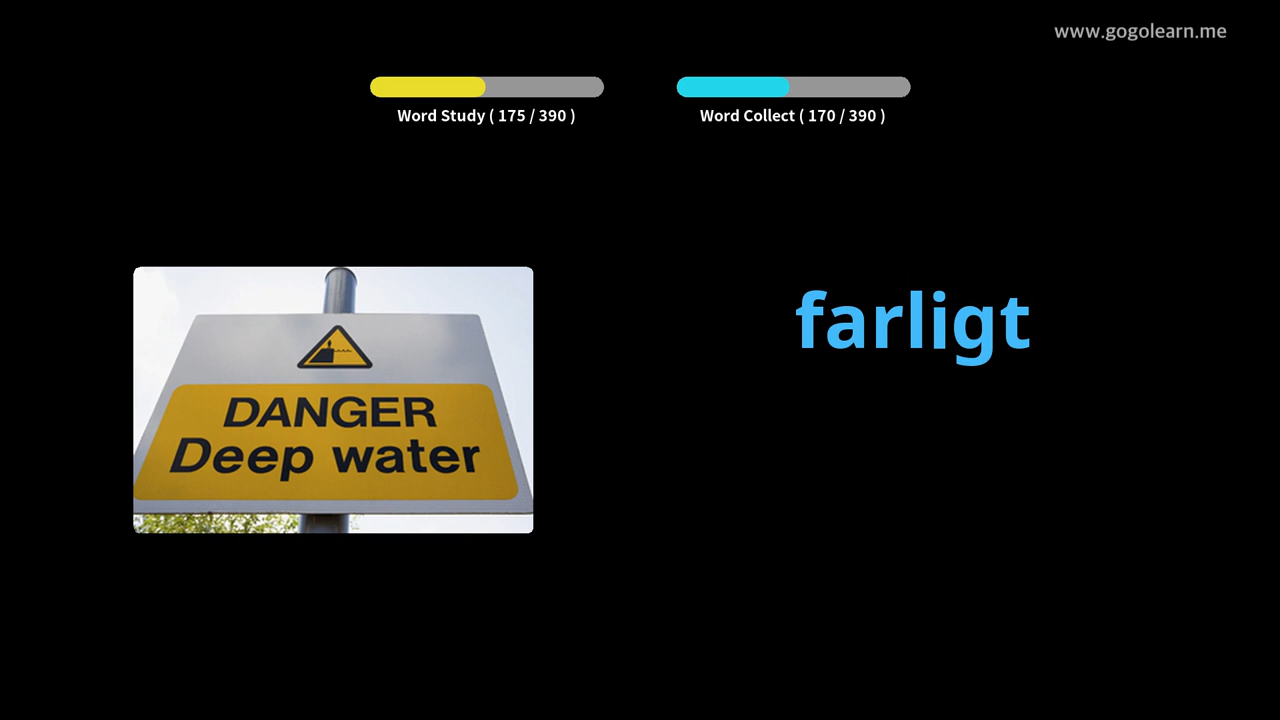 www.gogolearn.me
Word Study ( 175 / 390 )
Word Collect ( 170 / 390 )
farligt
DANGER
Deep water